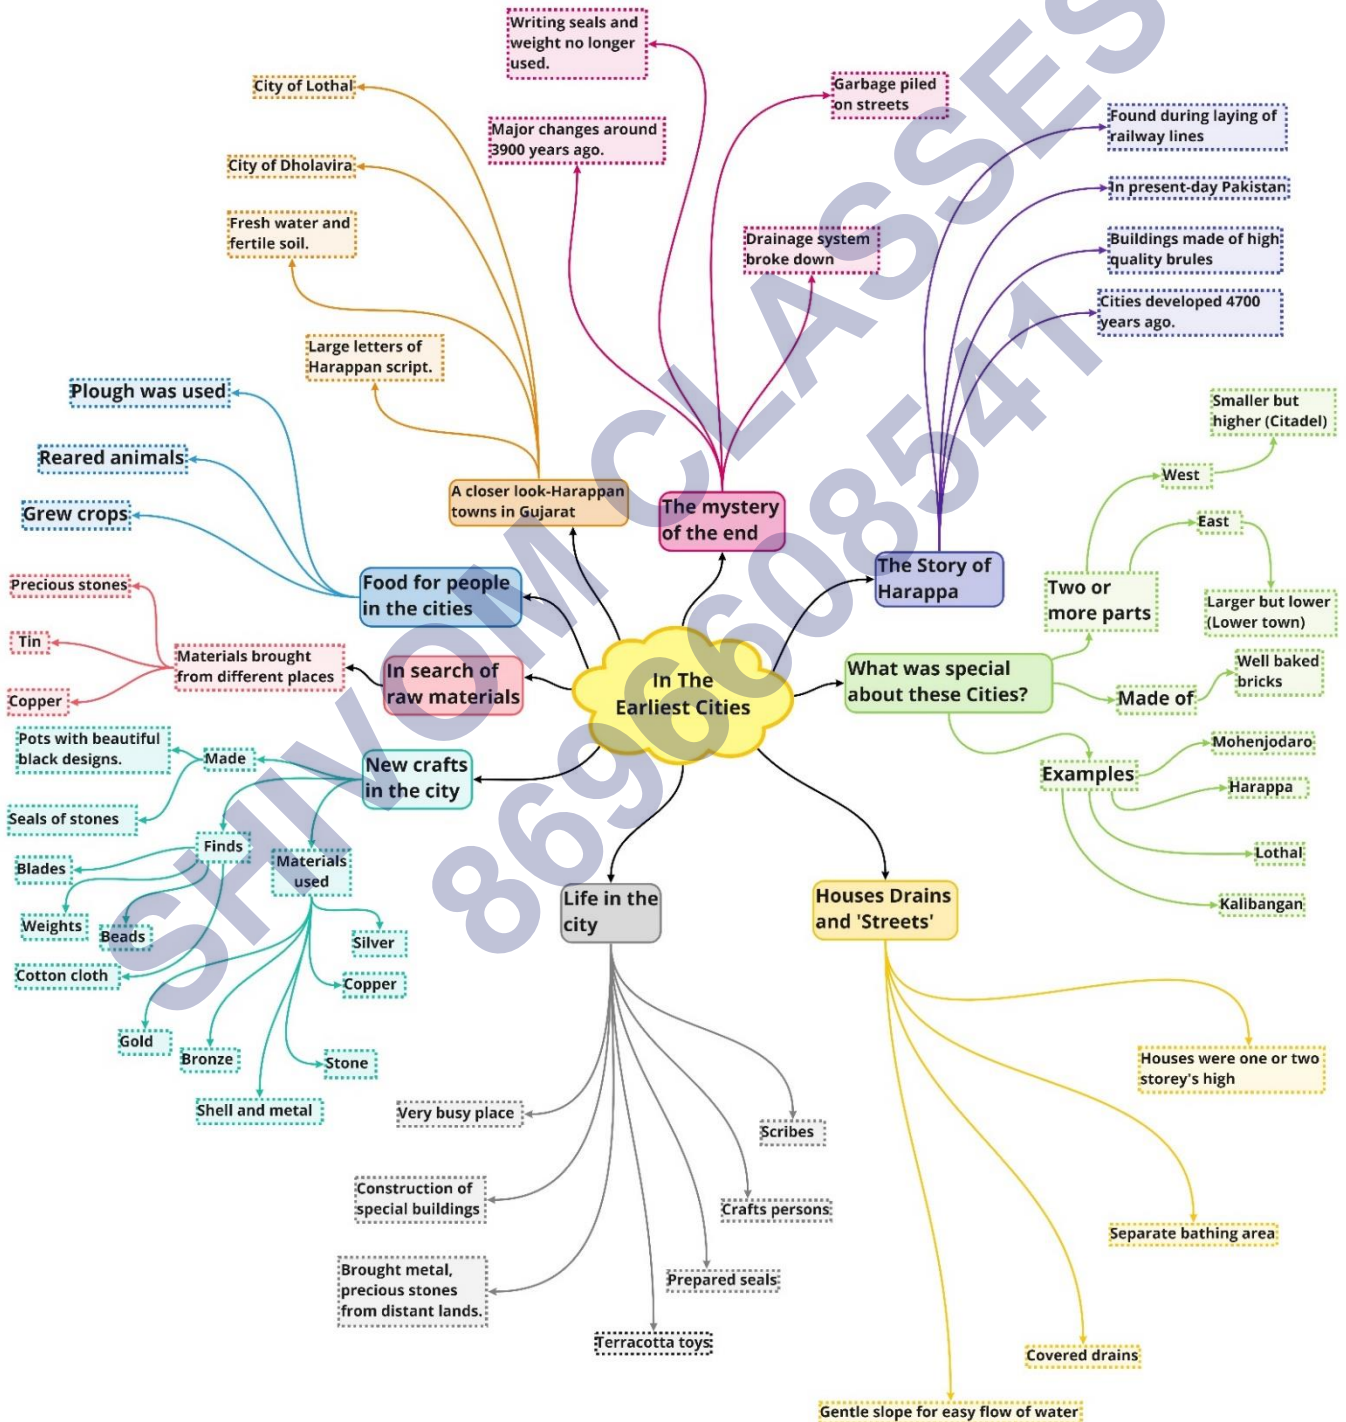 Writing seals and
weight no longer
used.
City of Lothal
Garbage piled
on streets
Major changes around
3900 years ago.
Found during laying of
railway lines
City of Dholavira
In present-day Pakistan
Fresh water and
fertile soil.
Drainage system
broke down
Buildings made of high
quality brules
Cities developed 4700
years ago.
Large letters of
Harappan script.
Plough was used
Reared animals
Grew crops
A closer look-Harappan
towns in Gujarat
The mystery
of the end
The Story of
Harappa
Smaller but
higher (Citadel)
West
East
Two or
more parts
Larger but lower
(Lower town)
Food for people
in the cities
Precious stones
Tin
Copper
Materials brought
from different places
In search of
raw materials
In The
Earliest Cities
What was special
about these Cities?
Made of
Well baked
bricks
Examples
Mohenjodaro
Harappa
Lothal
Kalibangan
Pots with beautiful
black designs.
Made
New crafts
in the city
Seals of stones
Finds
Materials
used
Blades
Weights
Beads
Cotton cloth
Silver
Copper
Gold
Bronze
Stone
Shell and metal
Life in the
city
Houses Drains
and 'Streets'
Very busy place
Scribes
Construction of
special buildings
Crafts persons
Brought metal,
precious stones
from distant lands.
Prepared seals
Terracotta toys
Houses were one or two
storey's high
Separate bathing area
Covered drains
Gentle slope for easy flow of water
SHIVOM CLASSES
8696608541